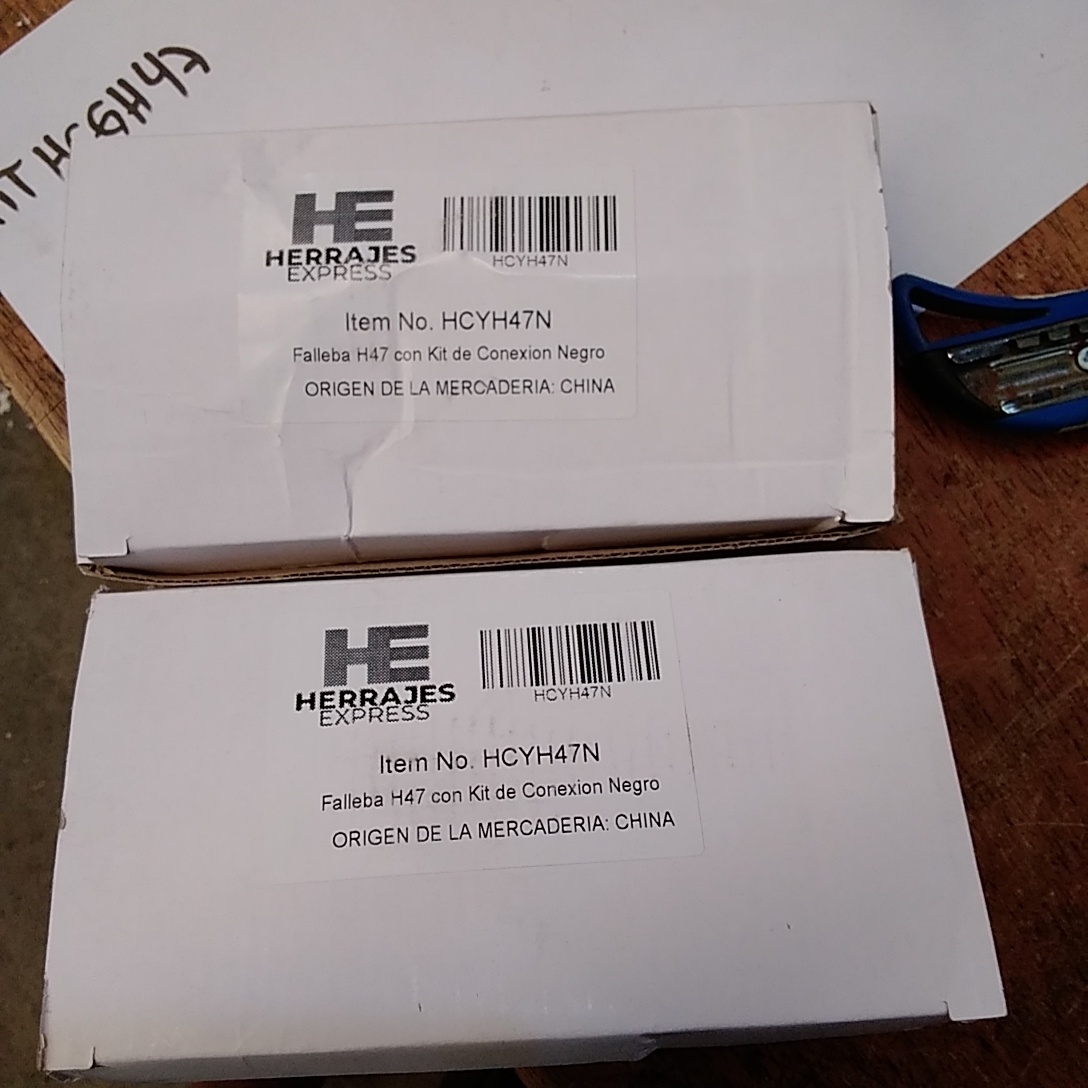 HE
HERRAJES
EXPRESS
HCYH47N
Item No. HCYH47N
Falleba H47 con Kit de Conexion Negro
ORIGEN DE LA MERCADERIA: CHINA
HE
HERRAJES
EXPRESS
HCYH47N
Item No. HCYH47N
Falleba H47 con Kit de Conexion Negro
ORIGEN DE LA MERCADERIA: CHINA